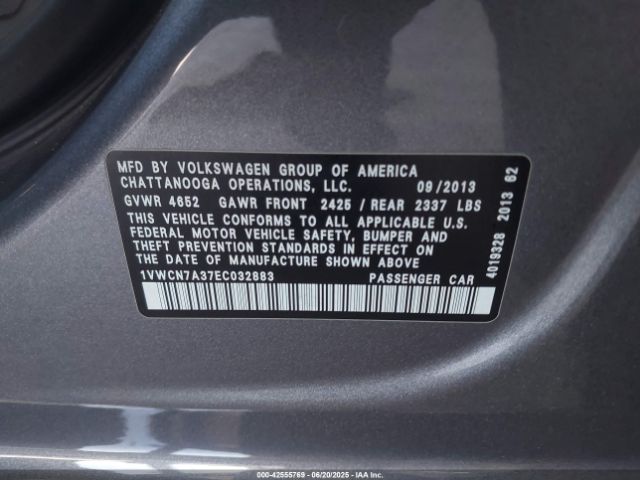 MFD BY VOLKSWAGEN GROUP OF AMERICA
CHATTANOOGA OPERATIONS, LLC. 09/2013
GVWR 4652 GAWR FRONT 2425 / REAR 2337 LBS
THIS VEHICLE CONFORMS TO ALL APPLICABLE U.S.
FEDERAL MOTOR VEHICLE SAFETY, BUMPER AND
THEFT PREVENTION STANDARDS IN EFFECT ON
THE DATE OF MANUFACTURE SHOWN ABOVE
1VWCN7A37EC032883 PASSENGER CAR
4019328 2013 62
© - 42555769 - 06/20/2025 - IAA Inc.